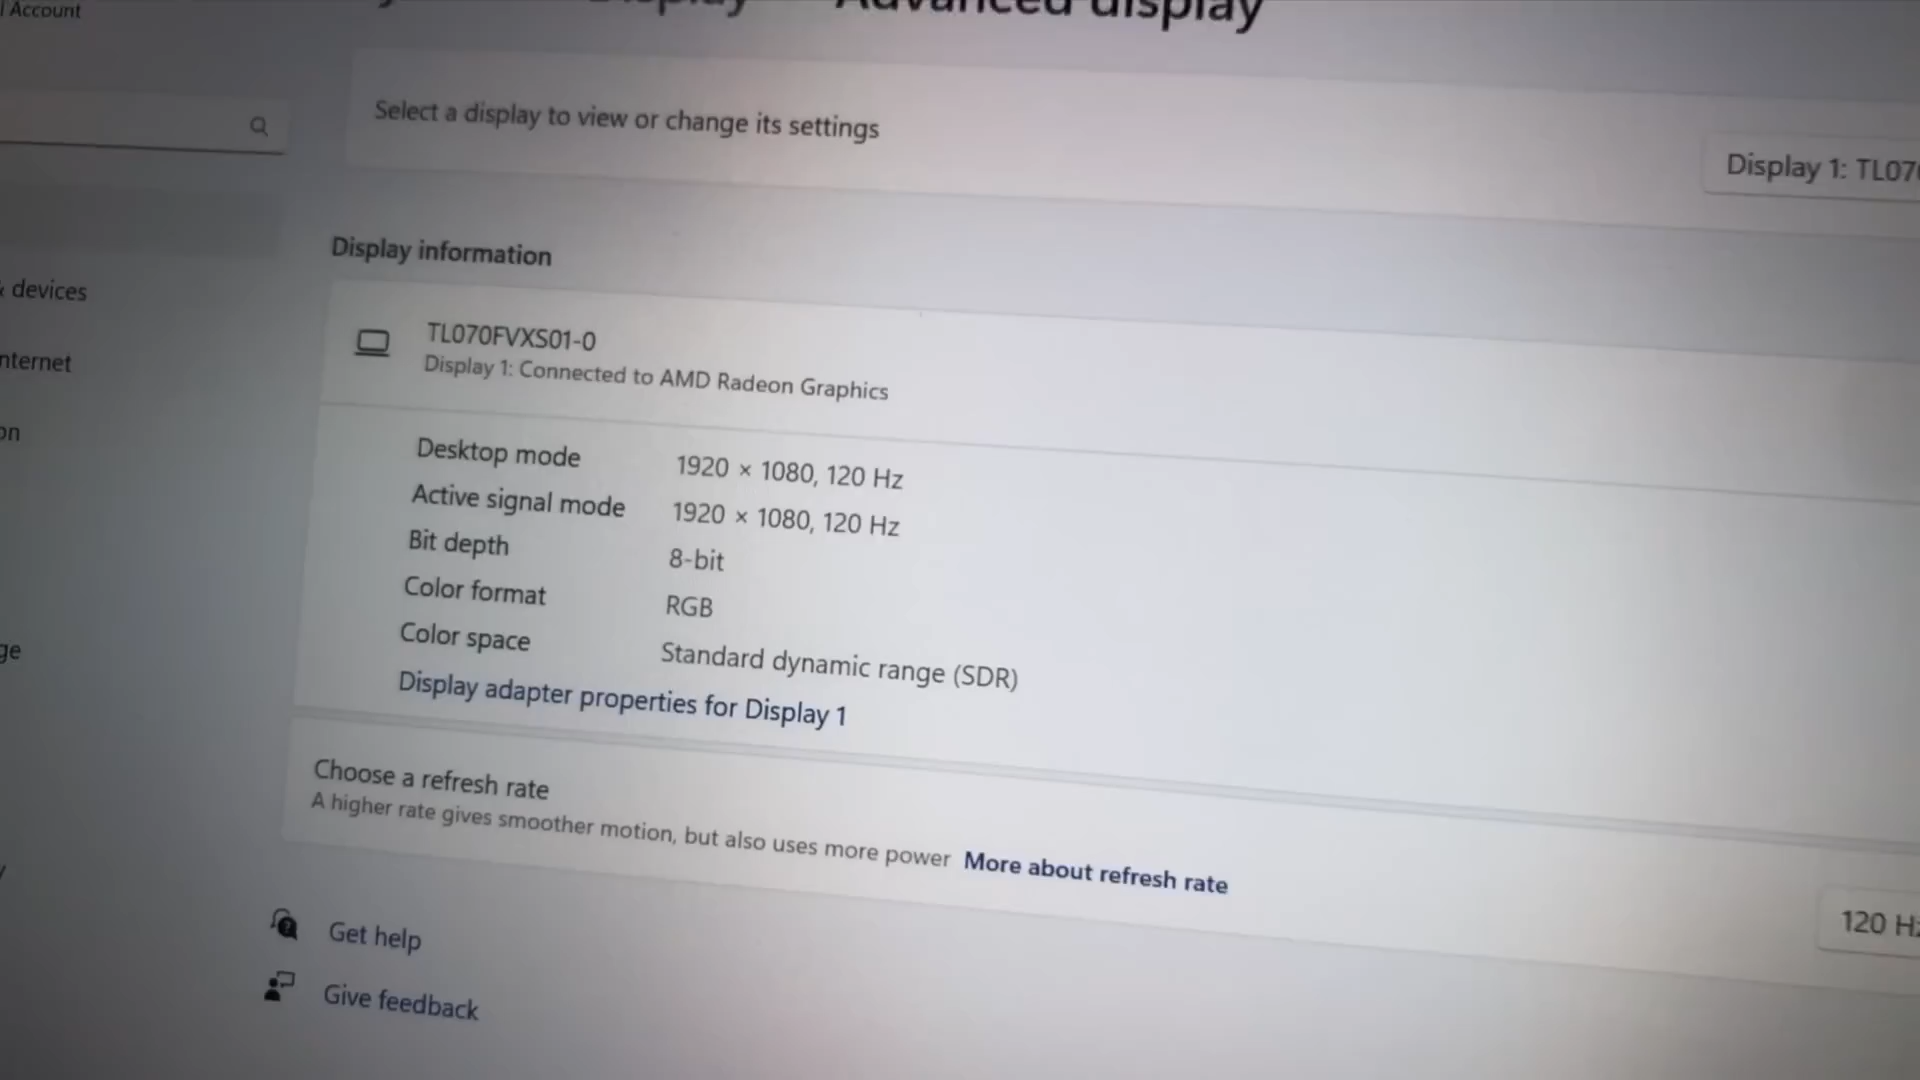 Account
Advanced display
Select a display to view or change its settings
Display 1: TL07
Display information
devices
TL070FVXS01-0
Display 1: Connected to AMD Radeon Graphics
Desktop mode 1920 × 1080, 120 Hz
Active signal mode 1920 × 1080, 120 Hz
Bit depth 8-bit
Color format RGB
Color space Standard dynamic range (SDR)
Display adapter properties for Display 1
Choose a refresh rate
A higher rate gives smoother motion, but also uses more power More about refresh rate
120 Hz
Get help
Give feedback